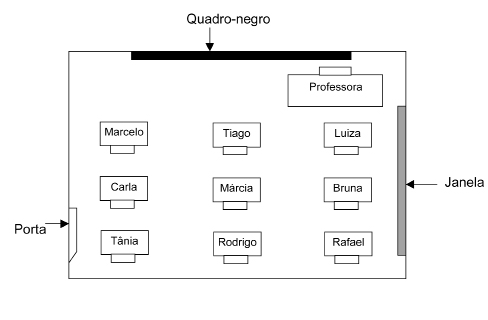 Quadro-negro
Professora
Marcelo
Tiago
Luiza
Carla
Márcia
Bruna
Janela
Porta
Tânia
Rodrigo
Rafael